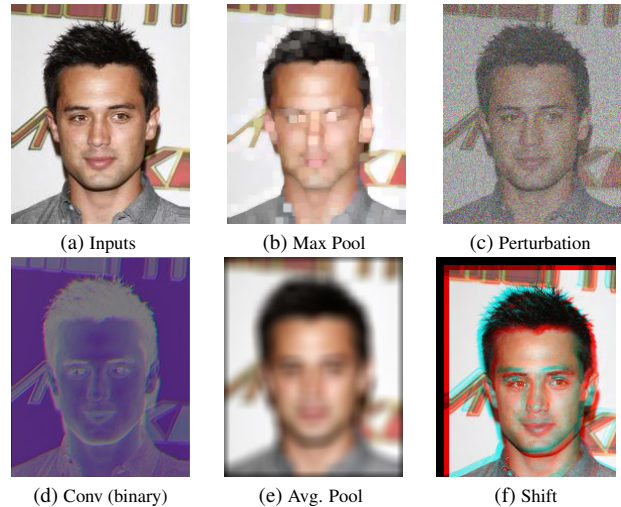 (a) Inputs
(b) Max Pool
(c) Perturbation
(d) Conv (binary)
(e) Avg. Pool
(f) Shift